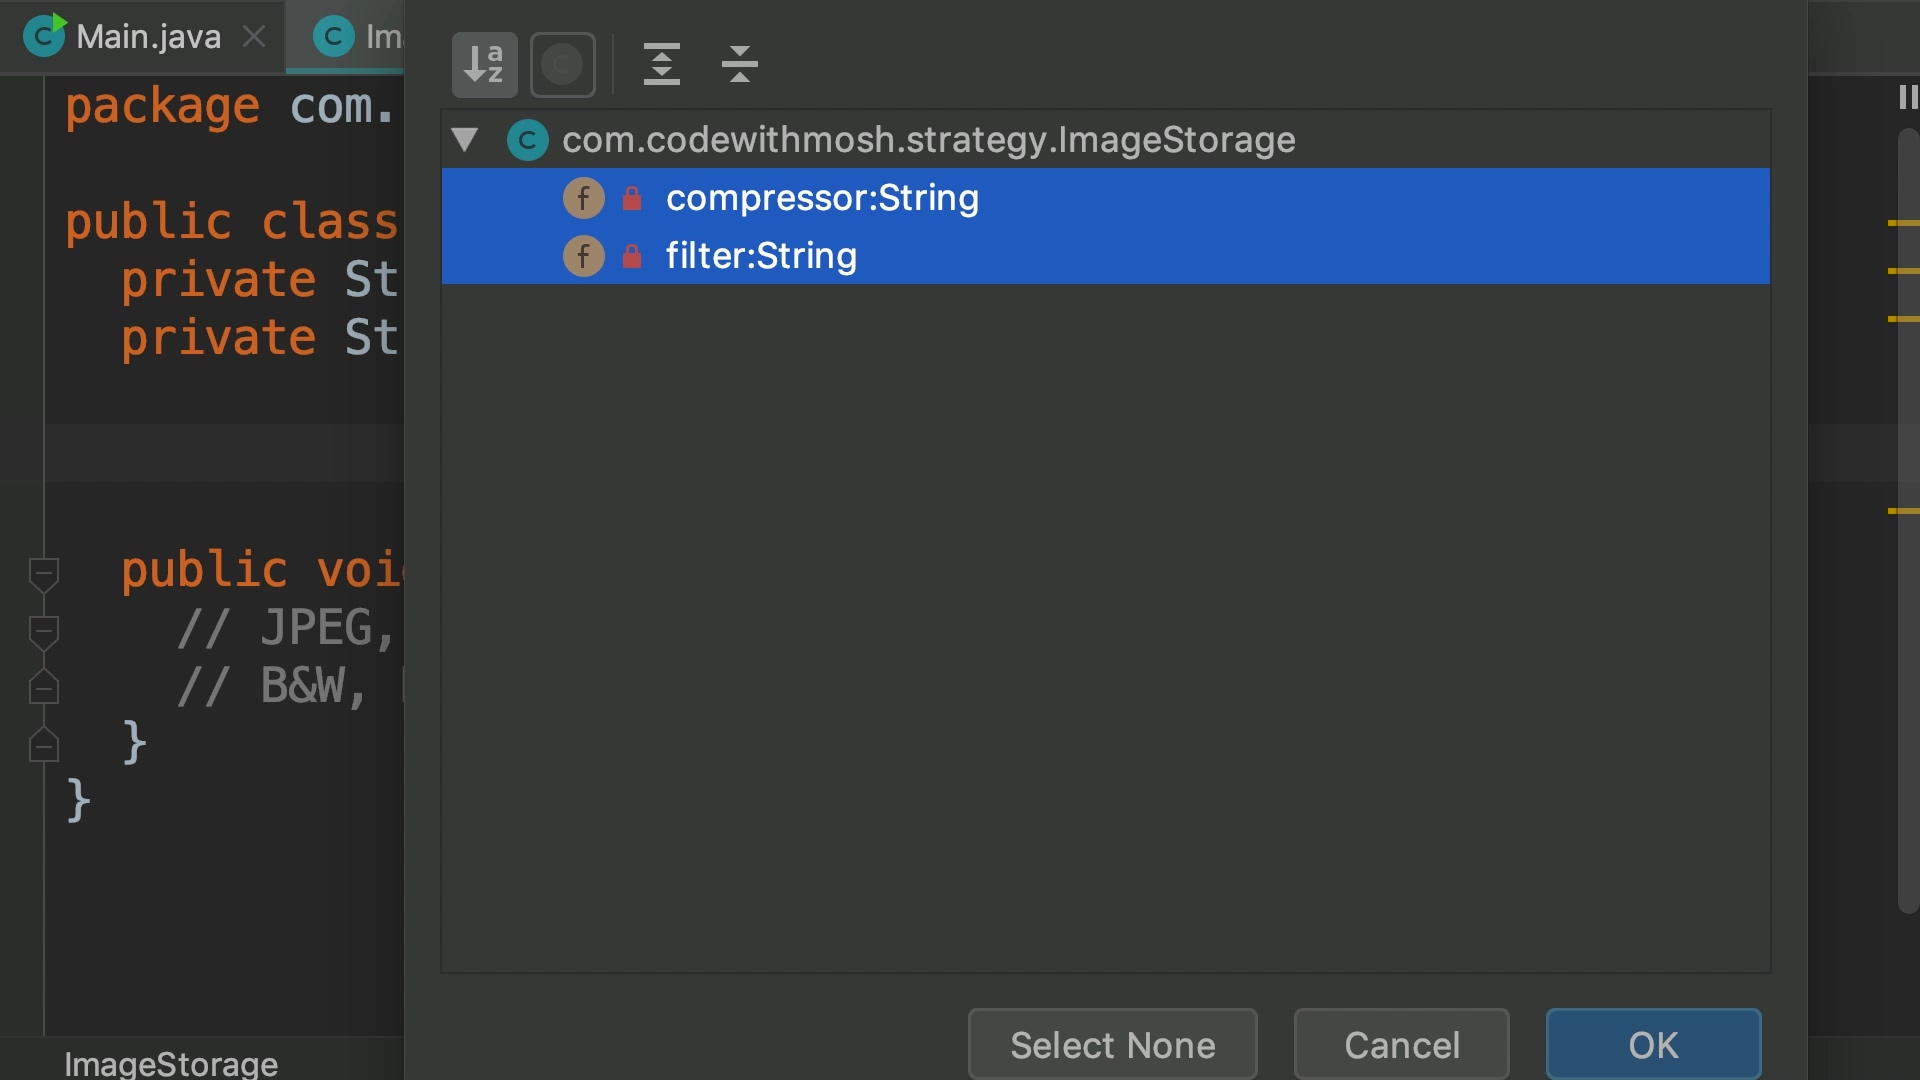 Main.java
package com.
public class
private St
private St
public voi
// JPEG,
// B&W,
}
}
ImageStorage
com.codewithmosh.strategy.ImageStorage
compressor:String
filter:String
Select None
Cancel
OK